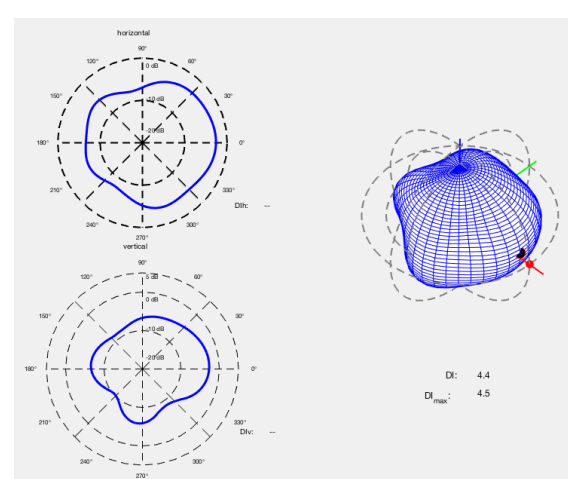 horizontal
90°
120°
60°
0 dB
150°
30°
-10 dB
-20 dB
180°
0°
210°
330°
DIh: --
240°
300°
270°
vertical
90°
120°
60°
5 dB
0 dB
150°
30°
-10 dB
-20 dB
180°
0°
210°
330°
DIv: --
240°
300°
270°
DI: 4.4
DImax: 4.5